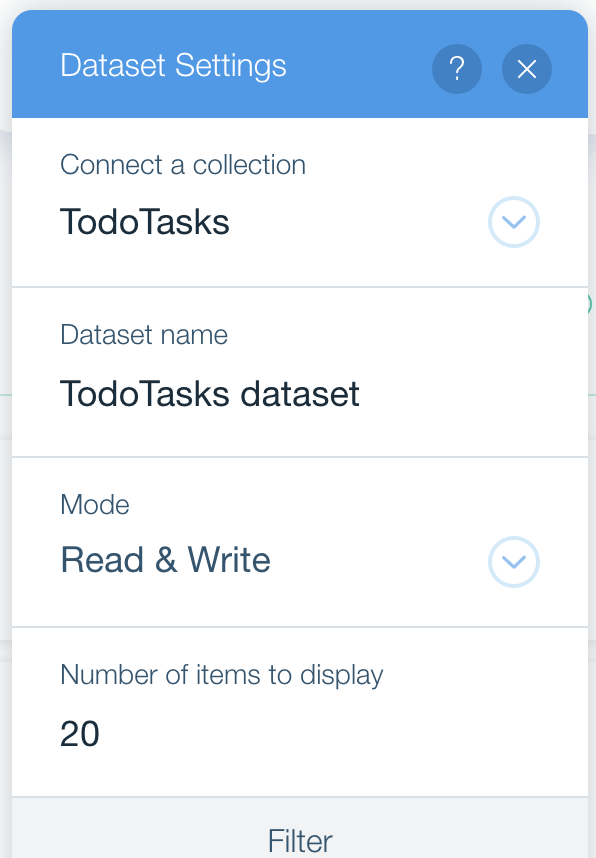 Dataset Settings
?
Connect a collection
TodoTasks
Dataset name
TodoTasks dataset
Mode
Read & Write
Number of items to display
20
Filter